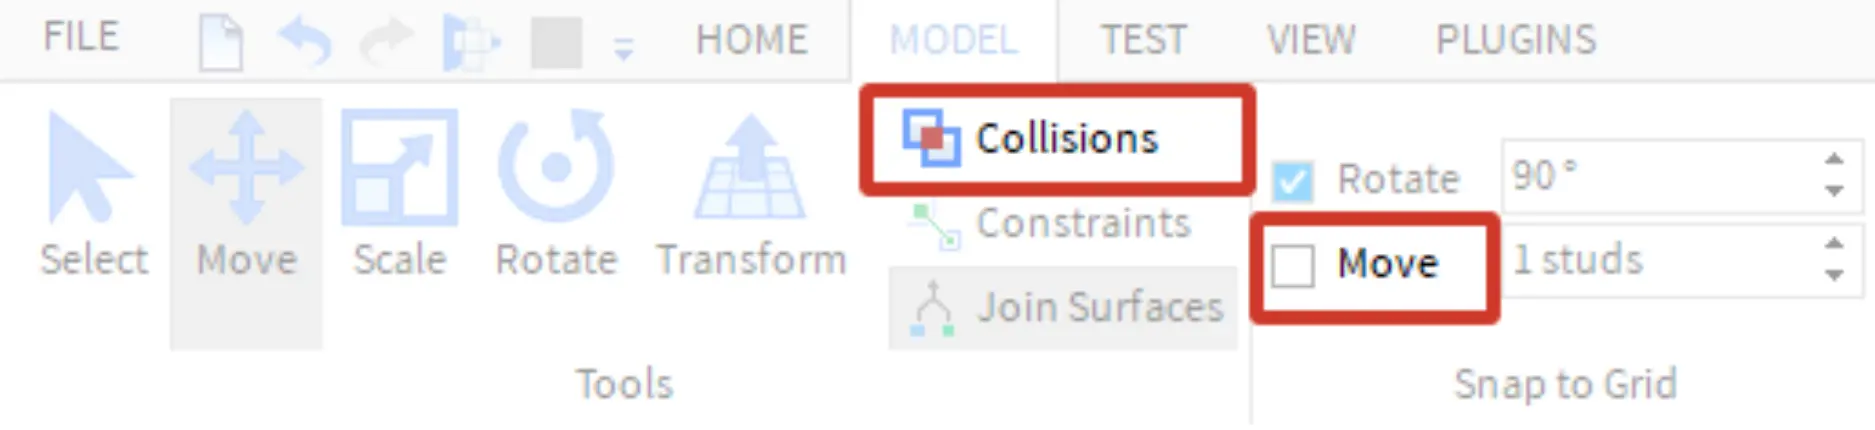 FILE HOME MODEL TEST VIEW PLUGINS
Collisions
Rotate 90°
Constraints
Select Move Scale Rotate Transform
Move 1 studs
Join Surfaces
Tools Snap to Grid